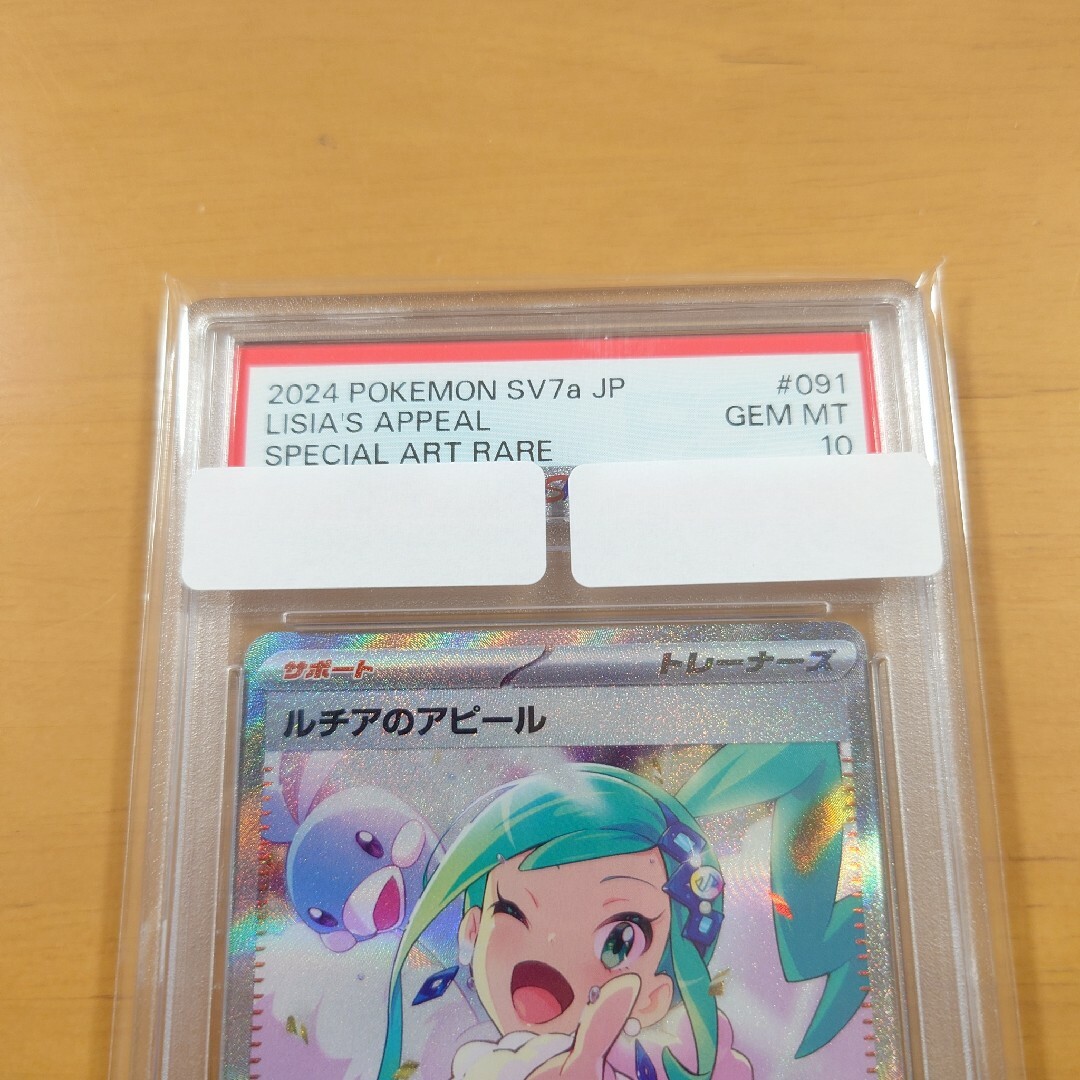 2024 POKEMON SV7a JP #091
LISIA'S APPEAL GEM MT
SPECIAL ART RARE 10
サポート トレーナーズ
ルチアのアピール